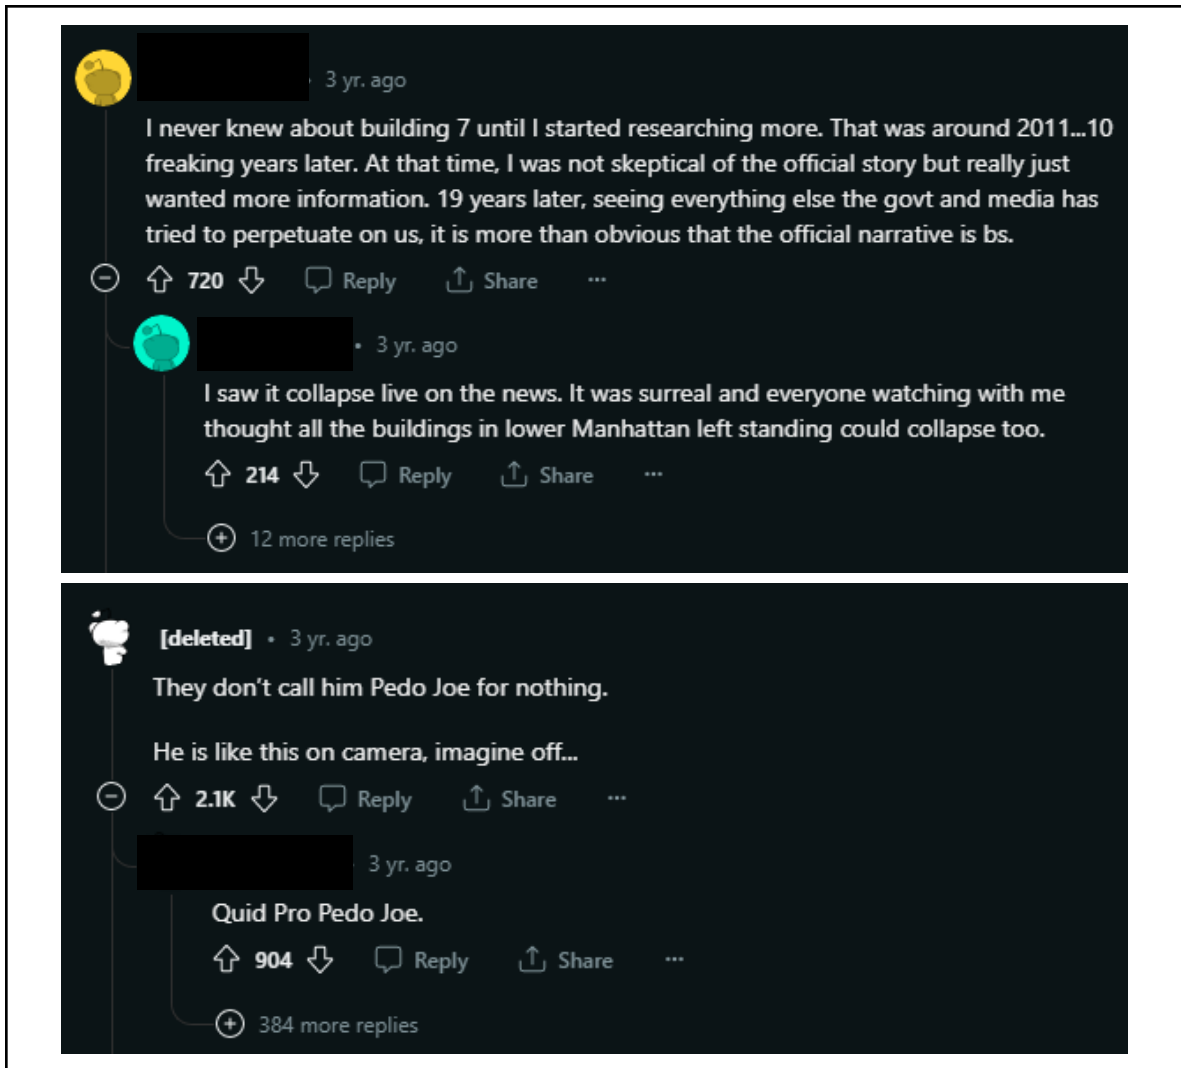 3 yr. ago
I never knew about building 7 until I started researching more. That was around 2011...10
freaking years later. At that time, I was not skeptical of the official story but really just
wanted more information. 19 years later, seeing everything else the govt and media has
tried to perpetuate on us, it is more than obvious that the official narrative is bs.
720 Reply Share ...
• 3 yr. ago
I saw it collapse live on the news. It was surreal and everyone watching with me
thought all the buildings in lower Manhattan left standing could collapse too.
214 Reply Share ...
12 more replies
[deleted] • 3 yr. ago
They don’t call him Pedo Joe for nothing.
He is like this on camera, imagine off...
2.1K Reply Share ...
3 yr. ago
Quid Pro Pedo Joe.
904 Reply Share ...
384 more replies